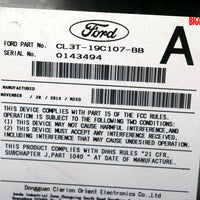 BIG
Ford
FORD PART NO. CL3T-19C107-BB
SERIAL NO. 0143494
A
MANUFACTURED
NOVEMBER / 28 / 2013
THIS DEVICE COMPLIES WITH PART 15 OF THE FCC RULES.
OPERATION IS SUBJECT TO THE FOLLOWING TWO
CONDITIONS:
(1) THIS DEVICE MAY NOT CAUSE HARMFUL INTERFERENCE, AND
(2) THIS DEVICE MUST ACCEPT ANY INTERFERENCE RECEIVED,
INCLUDING INTERFERENCE THAT MAY CAUSE UNDESIRED
OPERATION.
THIS PRODUCT COMPLIES WITH DHHS RULES "21 CFR,
SUBCHAPTER J, PART 1040" AT DATE OF MANUFACTURE.
Dongguan Clarion Orient Electronics Co., Ltd